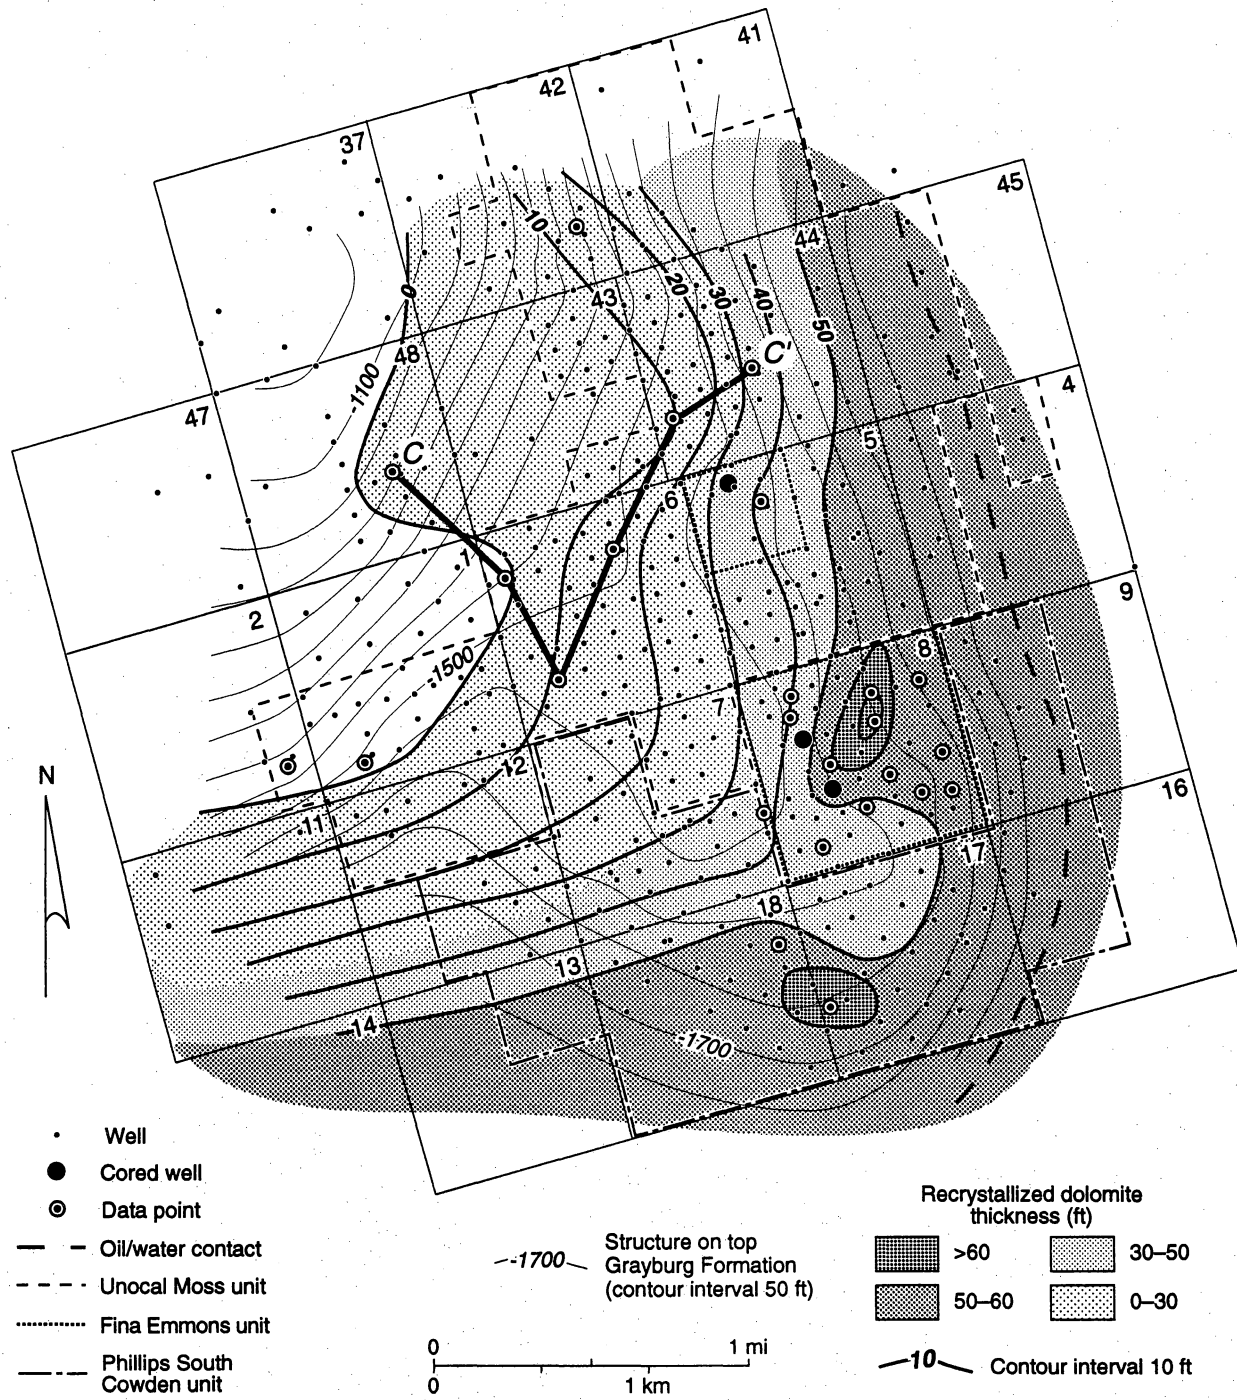 41
42
37
45
10
44
0
43
20
30
40
50
48
C'
-1100
4
47
C
5
6
1
9
2
8
-1500
7
12
16
11
17
18
13
14
-1700
N
Well
Cored well
Data point
Oil/water contact
Unocal Moss unit
Fina Emmons unit
Phillips South
Cowden unit
-1700
Structure on top
Grayburg Formation
(contour interval 50 ft)
0 1 mi
0 1 km
Recrystallized dolomite
thickness (ft)
>60 30–50
50–60 0–30
10 Contour interval 10 ft